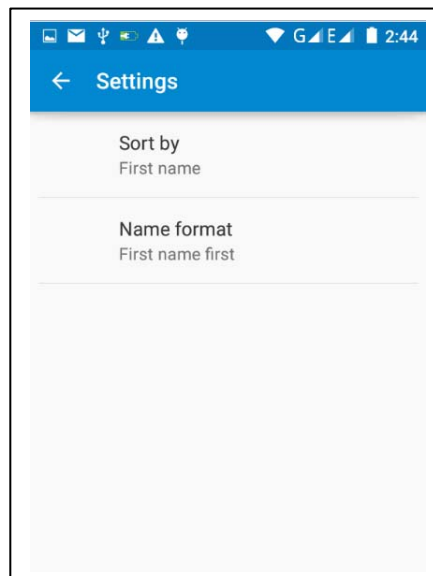 G E 2:44
Settings
Sort by
First name
Name format
First name first